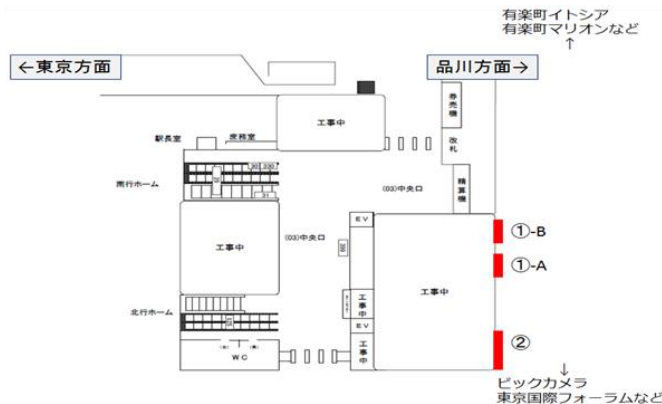 有楽町イトシア
有楽町マリオンなど
↑
←東京方面
品川方面→
券売機
工事中
改札
駅長室
庶務室
精算機
南行ホーム
(03)中央口
EV
①-B
工事中
(03)中央口
①-A
工事中
工事中
北行ホーム
EV
②
工事中
WC
↓
ビックカメラ
東京国際フォーラムなど